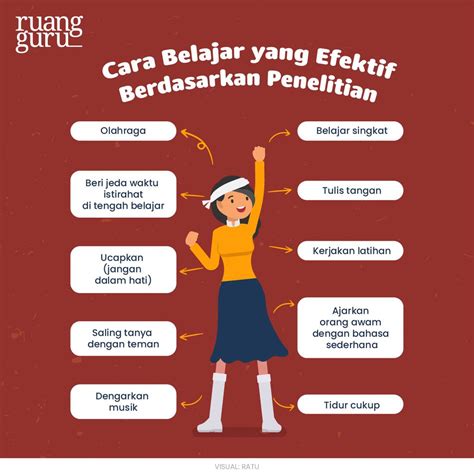 ruang
guru
Cara Belajar yang Efektif
Berdasarkan Penelitian
Olahraga
Beri jeda waktu
istirahat
di tengah belajar
Ucapkan
(jangan
dalam hati)
Saling tanya
dengan teman
Dengarkan
musik
Belajar singkat
Tulis tangan
Kerjakan latihan
Ajarkan
orang awam
dengan bahasa
sederhana
Tidur cukup
VISUAL: RATU